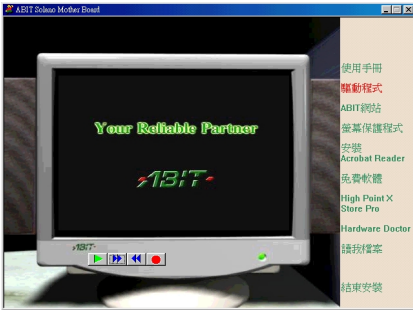 ABIT Solano Mother Board
Your Reliable Partner
ABIT
ABIT
使用手冊
驅動程式
ABIT網站
螢幕保護程式
安裝
Acrobat Reader
免費軟體
High Point X
Store Pro
Hardware Doctor
讀我檔案
結束安裝